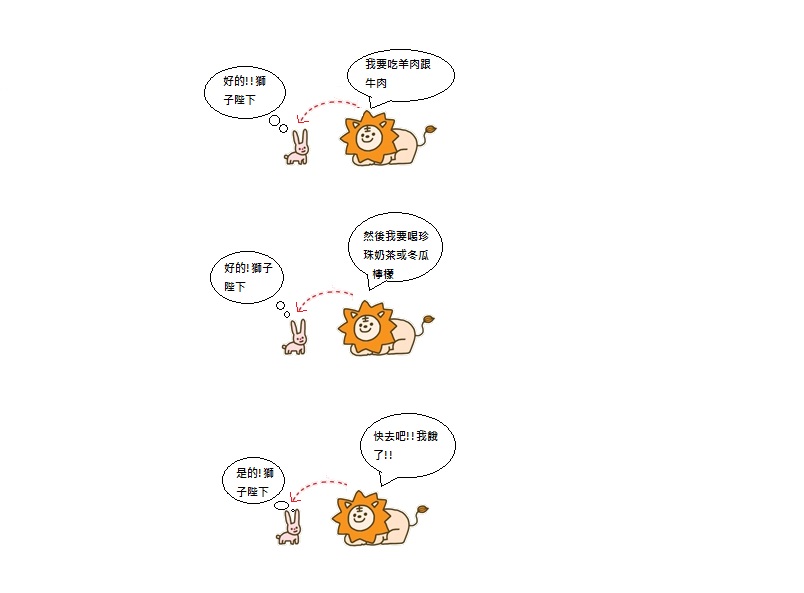 我要吃羊肉跟
牛肉
好的!!獅
子陛下
然後我要喝珍
珠奶茶或冬瓜
檸檬
好的!獅子
陛下
快去吧!!我餓
了!!
是的!獅
子陛下